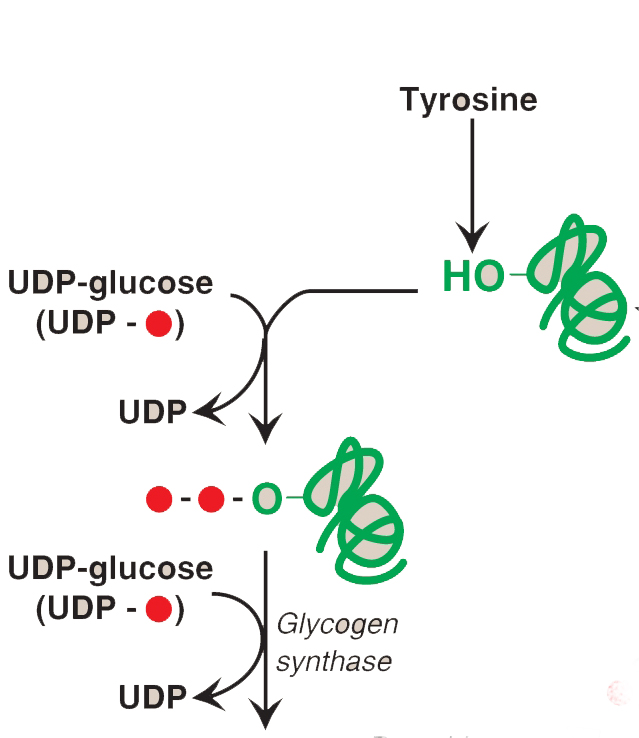 Tyrosine
HO
UDP-glucose
(UDP - )
UDP
- - O
UDP-glucose
(UDP - )
Glycogen
synthase
UDP